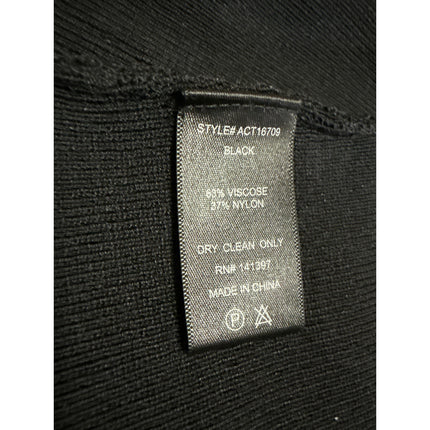 STYLE# ACT16709
BLACK
63% VISCOSE
37% NYLON
DRY CLEAN ONLY
RN# 141397
MADE IN CHINA
P